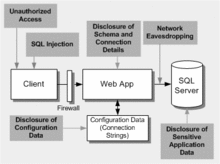 Unauthorized
Access
SQL Injection
Disclosure of
Schema and
Connection
Details
Network
Eavesdropping
Client
Firewall
Web App
SQL
Server
Disclosure of
Configuration
Data
Configuration Data
(Connection
Strings)
Disclosure of
Sensitive
Application
Data